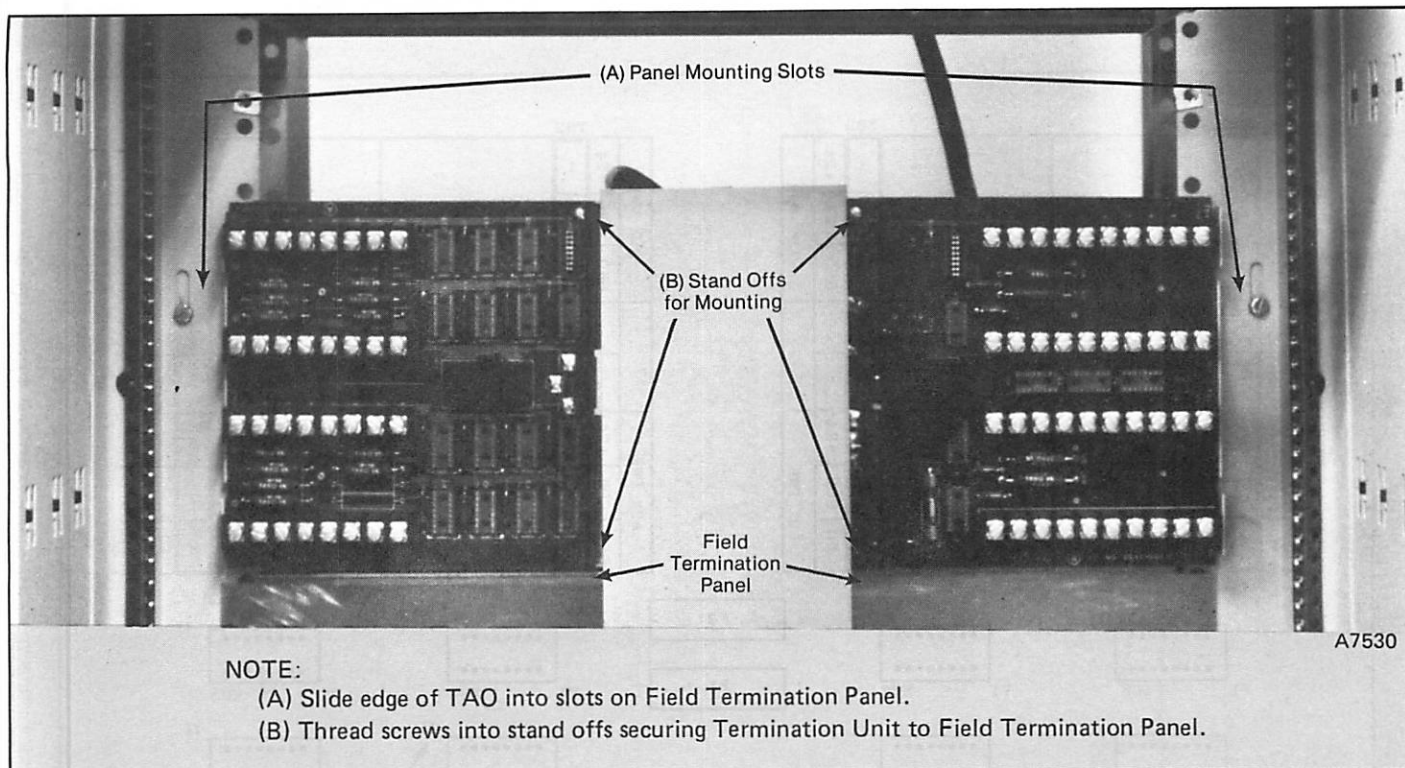 (A) Panel Mounting Slots
(B) Stand Offs
for Mounting
Field
Termination
Panel
A7530
NOTE:
(A) Slide edge of TAO into slots on Field Termination Panel.
(B) Thread screws into stand offs securing Termination Unit to Field Termination Panel.